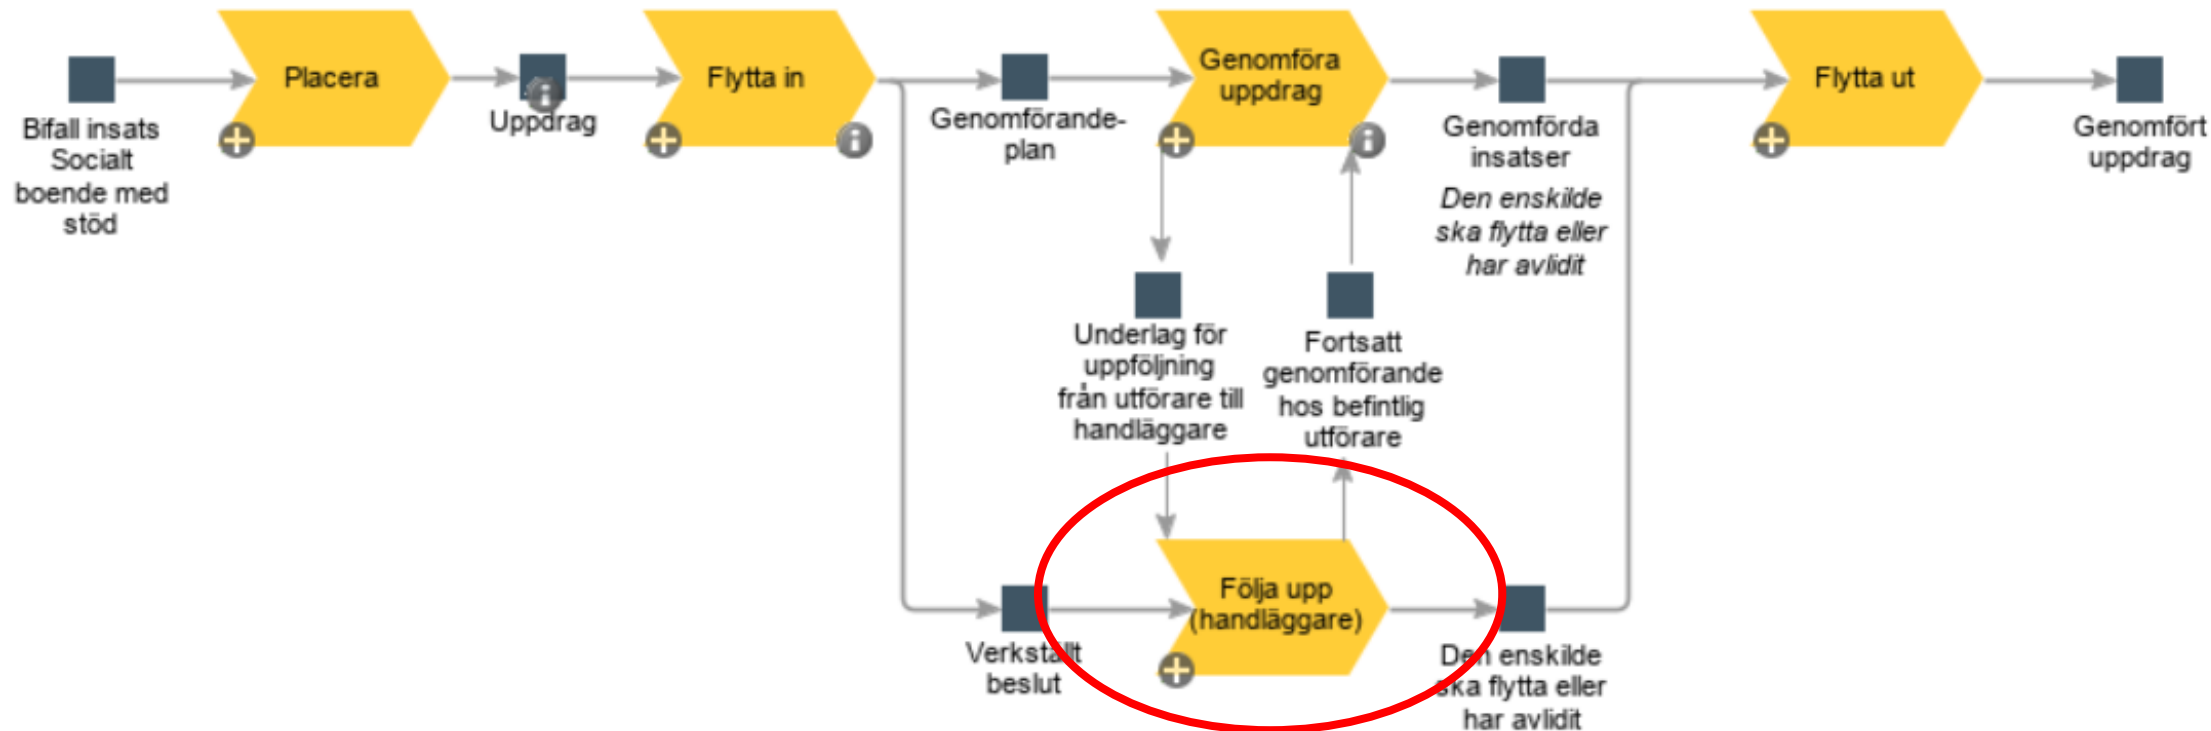 Placera
Flytta in
Genomföra
uppdrag
Flytta ut
Bifall insats
Socialt
boende med
stöd
Uppdrag
Genomförande-
plan
Genomförda
insatser
Den enskilde
ska flytta eller
har avlidit
Genomfört
uppdrag
Underlag för
uppföljning
från utförare till
handläggare
Fortsatt
genomförande
hos befintlig
utförare
Följa upp
(handläggare)
Verkställt
beslut
Den enskilde
ska flytta eller
har avlidit